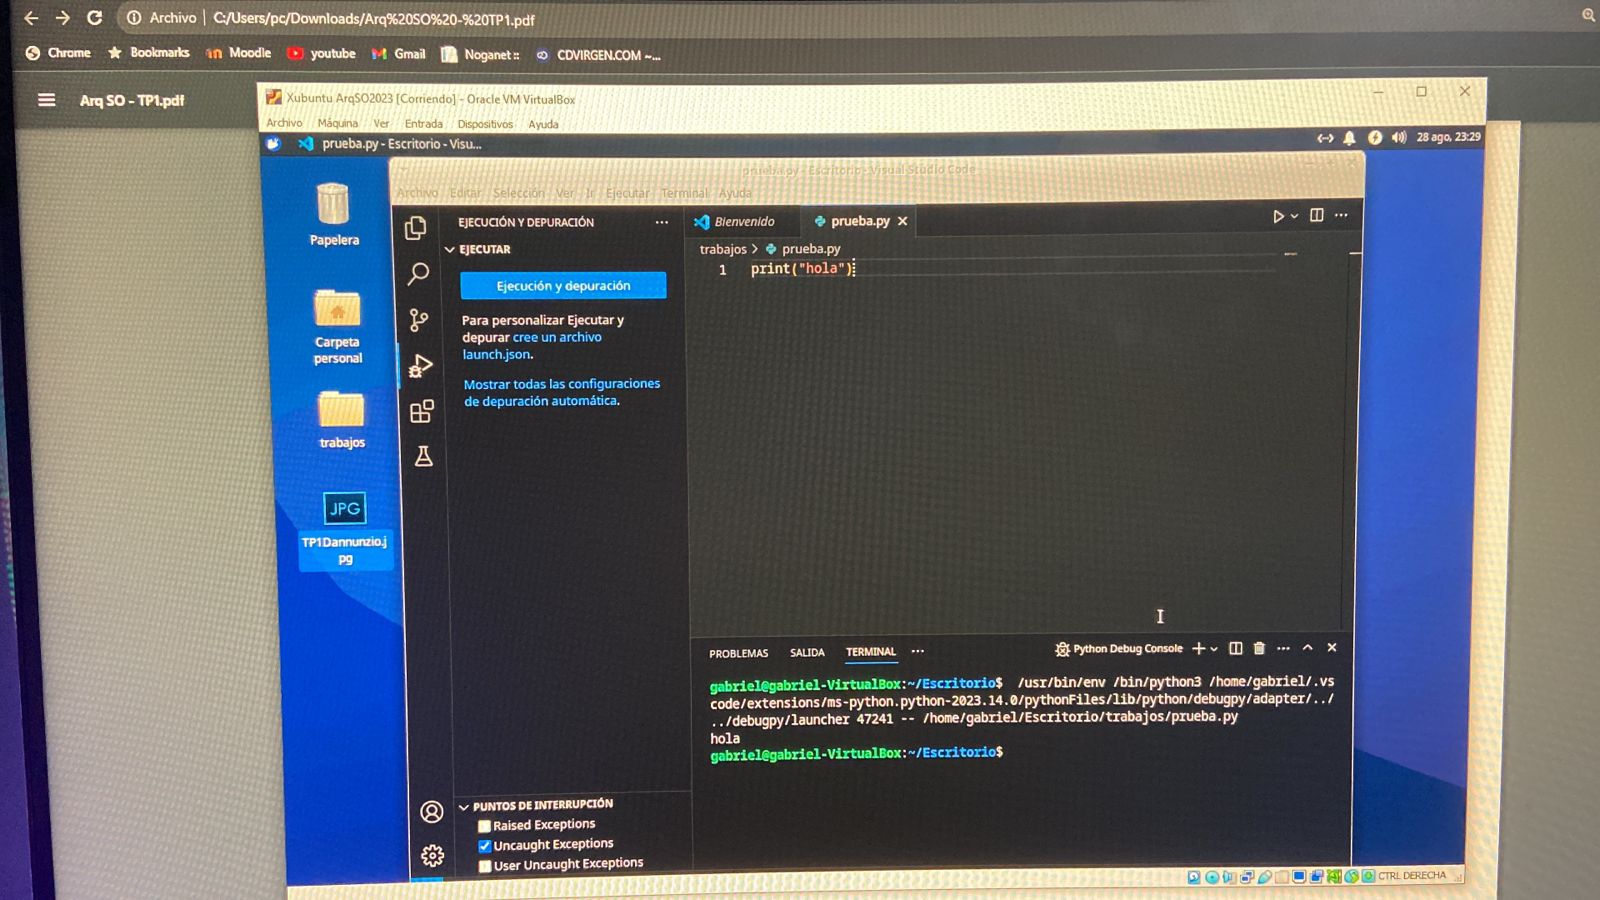 Archivo | C:/Users/pc/Downloads/Arq%20SO%20-%20TP1.pdf
Chrome Bookmarks Moodle youtube Gmail Noganet :: CDVIRGEN.COM ~...
Arq SO - TP1.pdf
Xubuntu ArqSO2023 [Corriendo] - Oracle VM VirtualBox
Archivo Máquina Ver Entrada Dispositivos Ayuda
prueba.py - Escritorio - Visu...
28 ago, 23:29
Papelera
Carpeta
personal
trabajos
JPG
TP1Dannunzio.j
pg
prueba.py - Escritorio - Visual Studio Code
Archivo Editar Selección Ver Ir Ejecutar Terminal Ayuda
EJECUCIÓN Y DEPURACIÓN ...
EJECUTAR
Ejecución y depuración
Para personalizar Ejecutar y
depurar cree un archivo
launch.json.
Mostrar todas las configuraciones
de depuración automática.
Bienvenido prueba.py
trabajos > prueba.py
1 print("hola")
PROBLEMAS SALIDA TERMINAL ...
Python Debug Console
gabriel@gabriel-VirtualBox:~/Escritorio$ /usr/bin/env /bin/python3 /home/gabriel/.vs
code/extensions/ms-python.python-2023.14.0/pythonFiles/lib/python/debugpy/adapter/../
../debugpy/launcher 47241 -- /home/gabriel/Escritorio/trabajos/prueba.py
hola
gabriel@gabriel-VirtualBox:~/Escritorio$
PUNTOS DE INTERRUPCIÓN
Raised Exceptions
Uncaught Exceptions
User Uncaught Exceptions
CTRL DERECHA